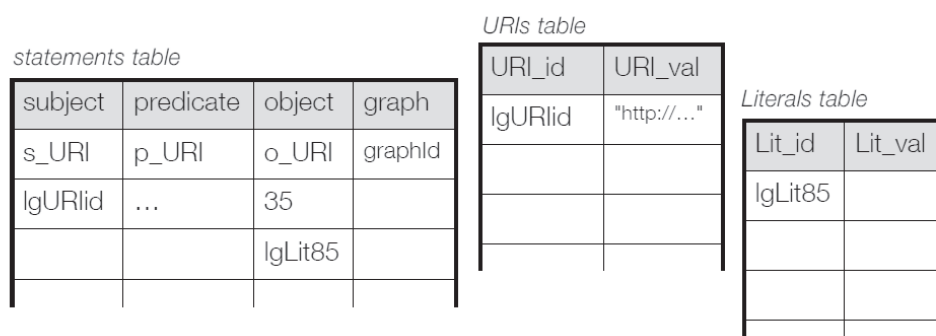 statements table
subject predicate object graph
s_URI p_URI o_URI graphId
lgURIid ... 35
lgLit85
URIs table
URI_id URI_val
lgURIid "http://..."
Literals table
Lit_id Lit_val
lgLit85